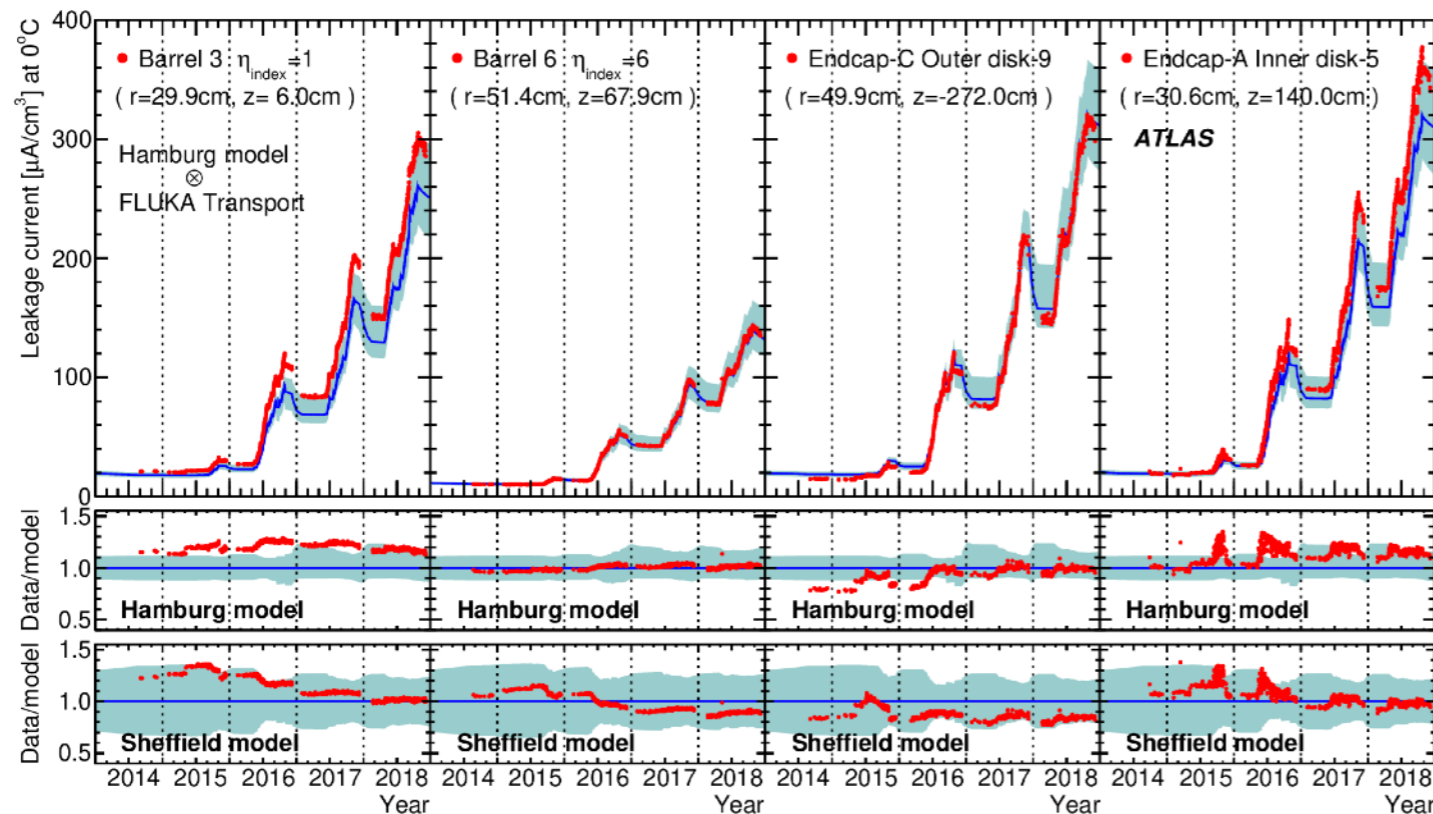 400
300
200
100
0
Leakage current [μA/cm³] at 0°C
Barrel 3 η_index=1
( r=29.9cm, z= 6.0cm )
Hamburg model
⊗
FLUKA Transport
Barrel 6 η_index=6
( r=51.4cm, z=67.9cm )
Endcap-C Outer disk-9
( r=49.9cm, z=-272.0cm )
Endcap-A Inner disk-5
( r=30.6cm, z=140.0cm )
ATLAS
1.5
1.0
0.5
Data/model
Hamburg model
Hamburg model
Hamburg model
Hamburg model
1.5
1.0
0.5
Data/model
Sheffield model
Sheffield model
Sheffield model
Sheffield model
2014 2015 2016 2017 2018
Year
2014 2015 2016 2017 2018
Year
2014 2015 2016 2017 2018
Year
2014 2015 2016 2017 2018
Year